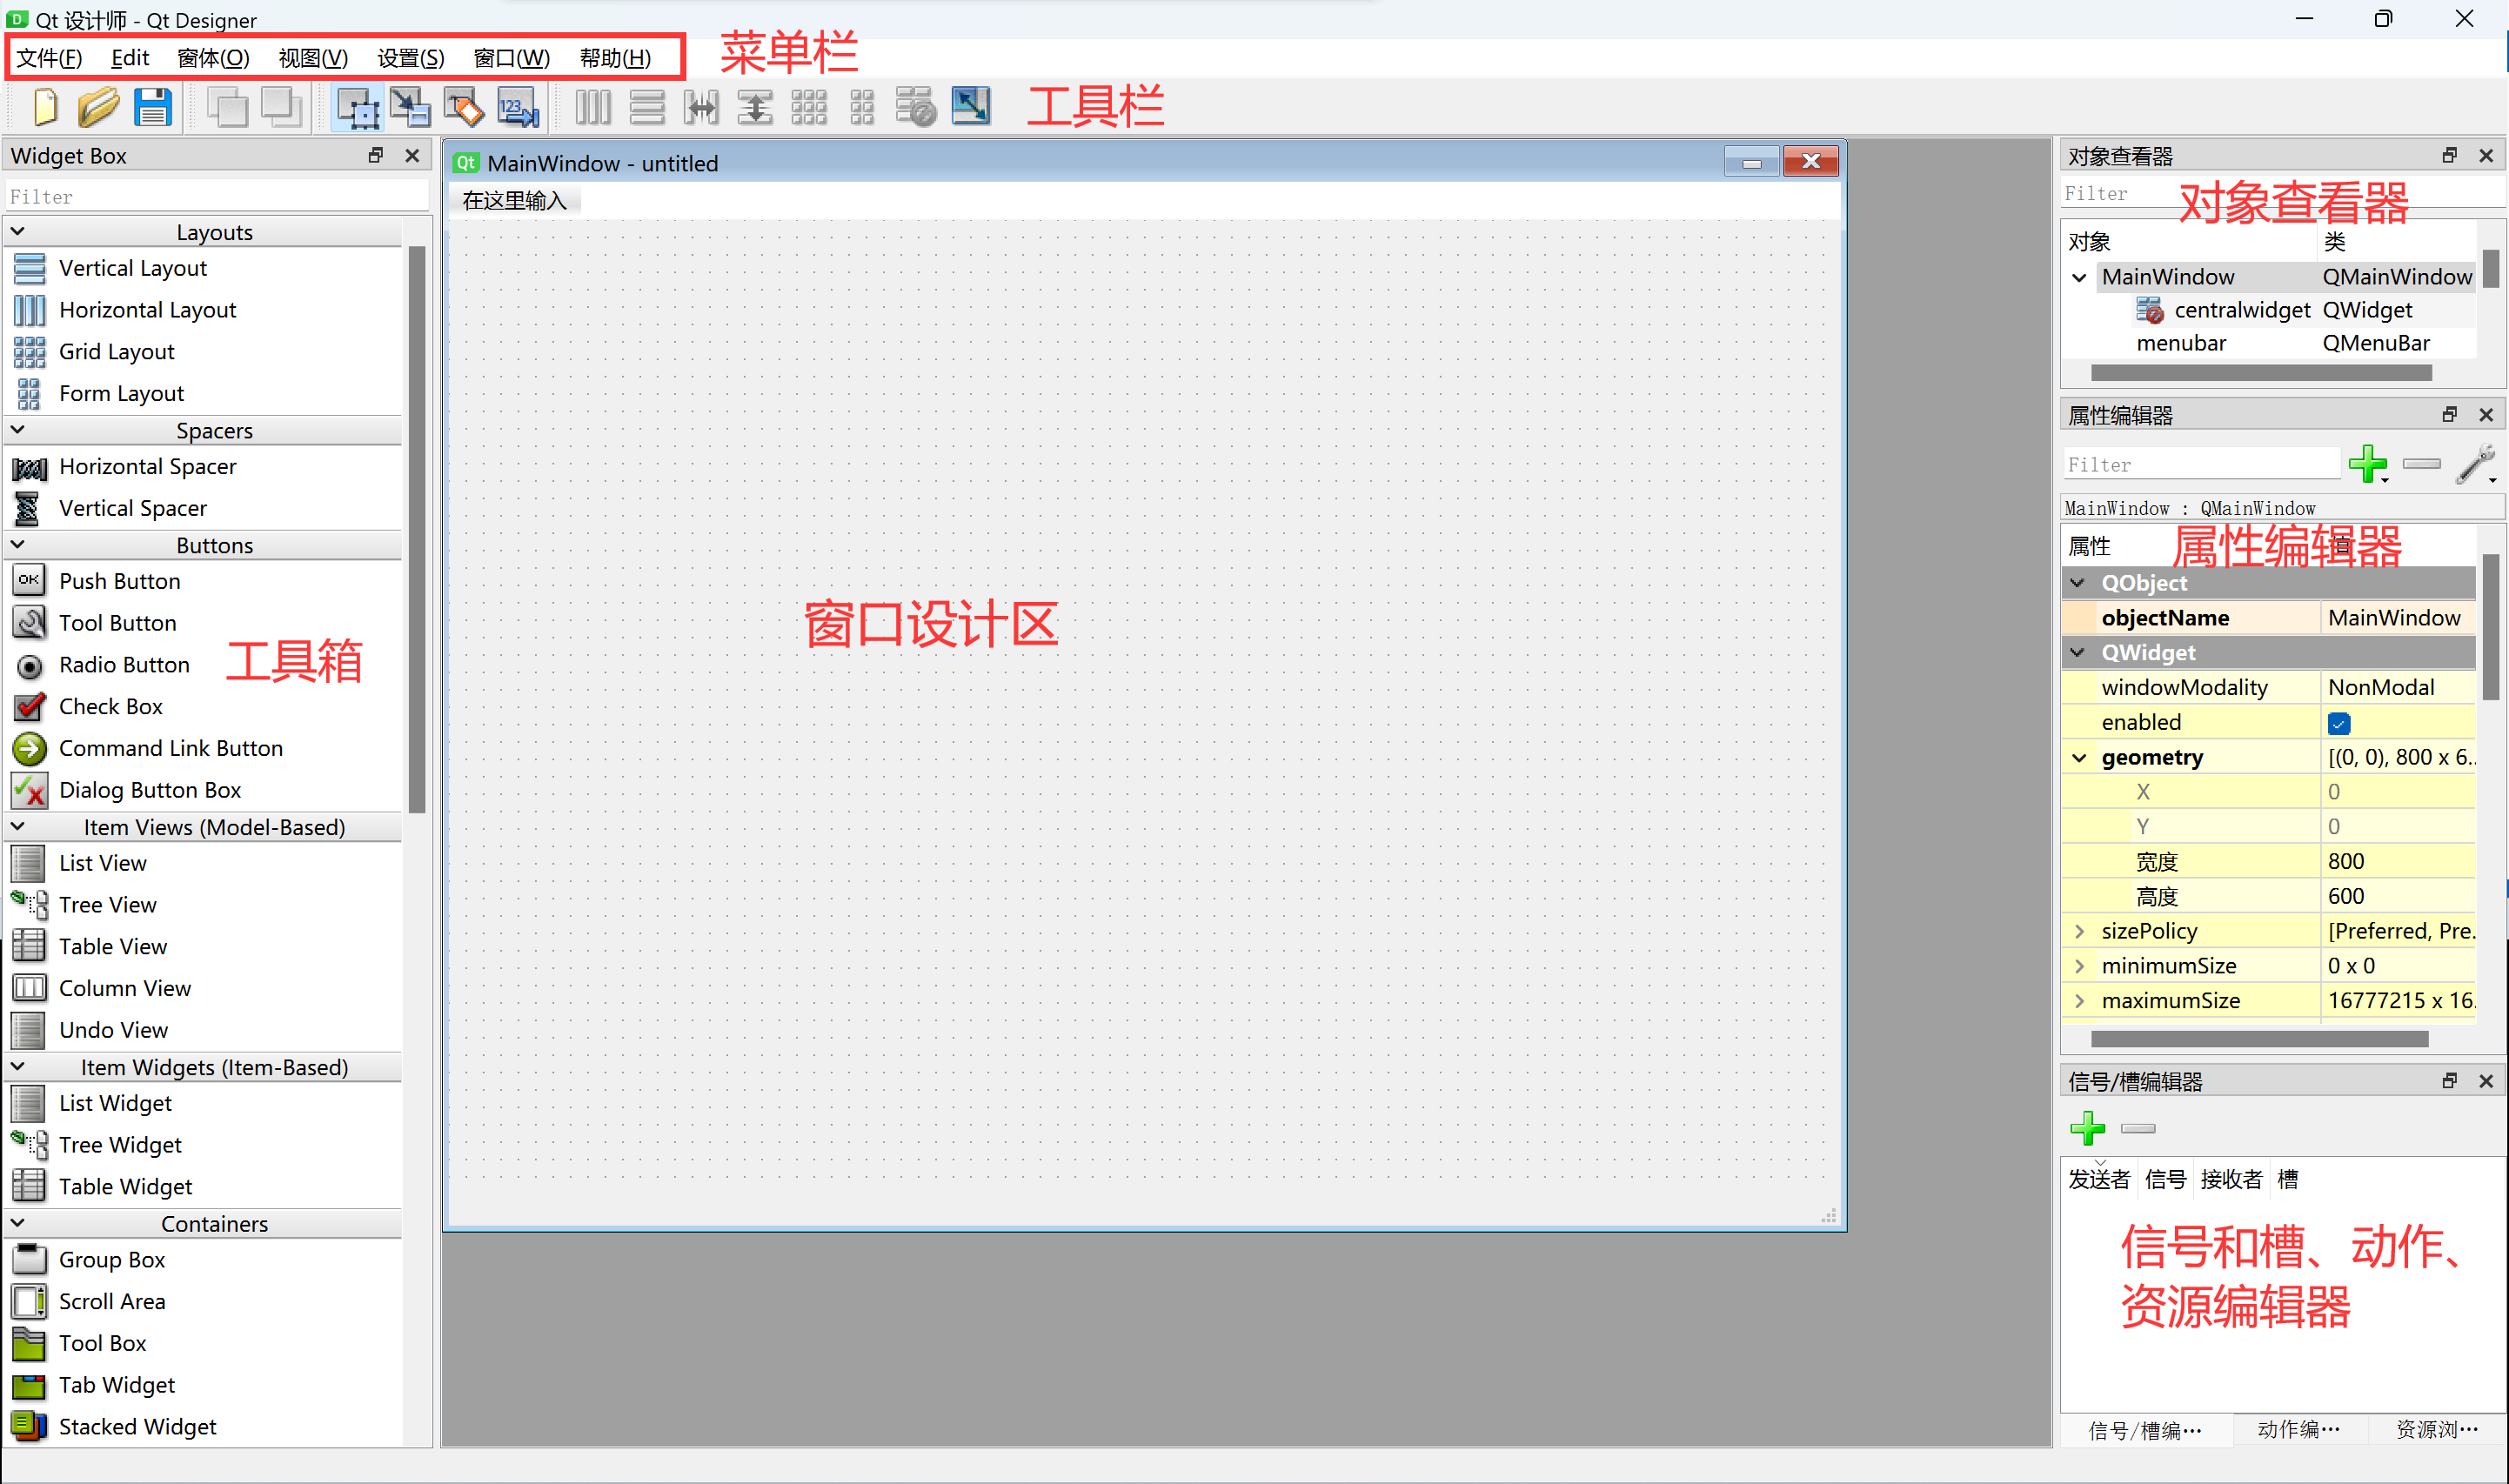 Qt 设计师 - Qt Designer
文件(F) Edit 窗体(O) 视图(V) 设置(S) 窗口(W) 帮助(H)
菜单栏
123
工具栏
Widget Box
Filter
Layouts
Vertical Layout
Horizontal Layout
Grid Layout
Form Layout
Spacers
Horizontal Spacer
Vertical Spacer
Buttons
OK Push Button
Tool Button
Radio Button
Check Box
Command Link Button
Dialog Button Box
工具箱
Item Views (Model-Based)
List View
Tree View
Table View
Column View
Undo View
Item Widgets (Item-Based)
List Widget
Tree Widget
Table Widget
Containers
Group Box
Scroll Area
Tool Box
Tab Widget
Stacked Widget
Qt MainWindow - untitled
在这里输入
窗口设计区
对象查看器
Filter
对象查看器
对象 类
MainWindow QMainWindow
centralwidget QWidget
menubar QMenuBar
属性编辑器
Filter
MainWindow : QMainWindow
属性 值
属性编辑器
QObject
objectName MainWindow
QWidget
windowModality NonModal
enabled
geometry [(0, 0), 800 x 6..
X 0
Y 0
宽度 800
高度 600
sizePolicy [Preferred, Pre.
minimumSize 0 x 0
maximumSize 16777215 x 16.
信号/槽编辑器
发送者 信号 接收者 槽
信号和槽、动作、
资源编辑器
信号/槽编… 动作编… 资源浏…